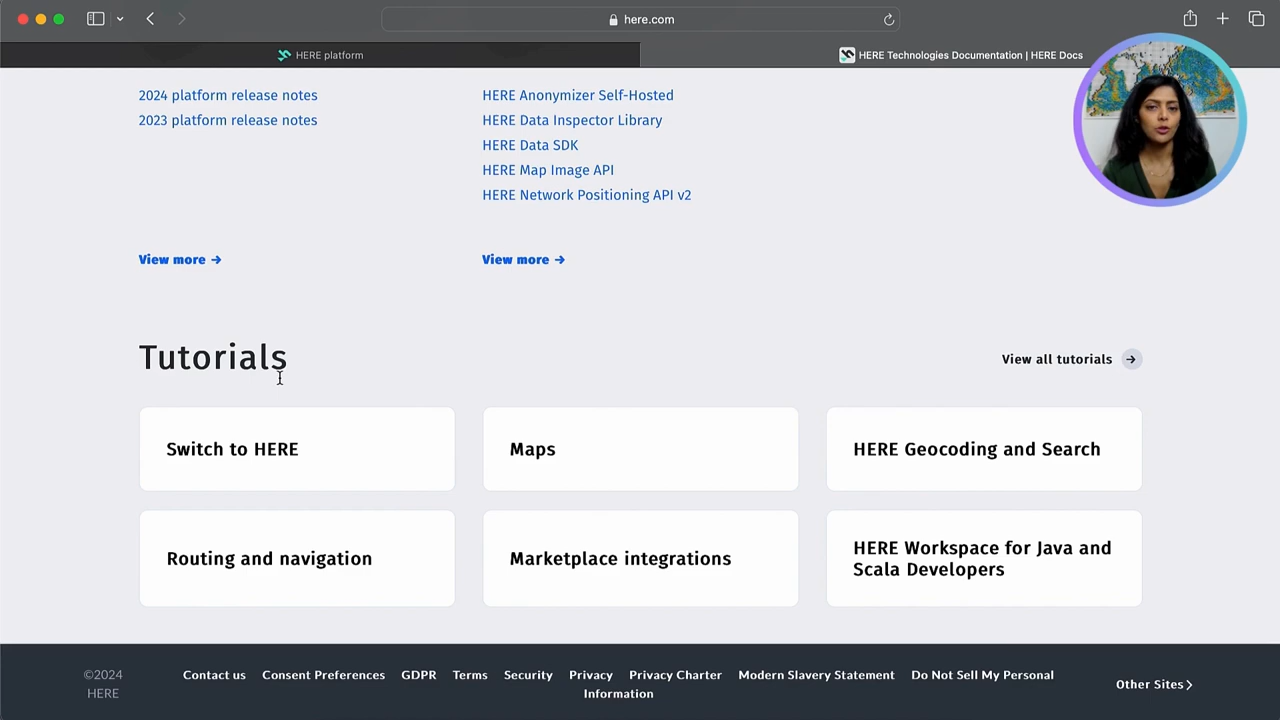 here.com
HERE platform
HERE Technologies Documentation | HERE Docs
2024 platform release notes
2023 platform release notes
HERE Anonymizer Self-Hosted
HERE Data Inspector Library
HERE Data SDK
HERE Map Image API
HERE Network Positioning API v2
View more →
View more →
Tutorials
View all tutorials →
Switch to HERE
Maps
HERE Geocoding and Search
Routing and navigation
Marketplace integrations
HERE Workspace for Java and
Scala Developers
©2024
HERE
Contact us Consent Preferences GDPR Terms Security Privacy Privacy Charter Modern Slavery Statement Do Not Sell My Personal
Information
Other Sites